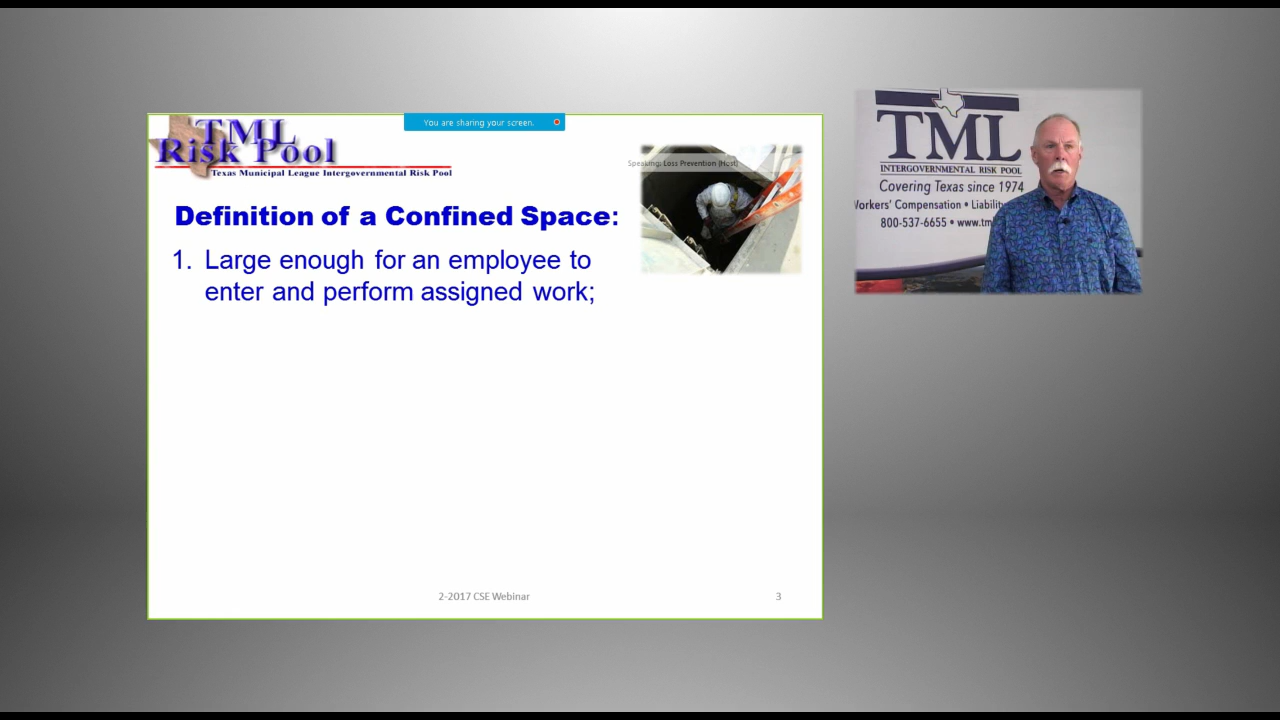 You are sharing your screen.
TML
Risk Pool
Texas Municipal League Intergovernmental Risk Pool
Speaking: Loss Prevention (Host)
Definition of a Confined Space:
1. Large enough for an employee to
enter and perform assigned work;
2-2017 CSE Webinar
3
TML
INTERGOVERNMENTAL RISK POOL
Covering Texas since 1974
Workers' Compensation • Liability
800-537-6655 • www.tml